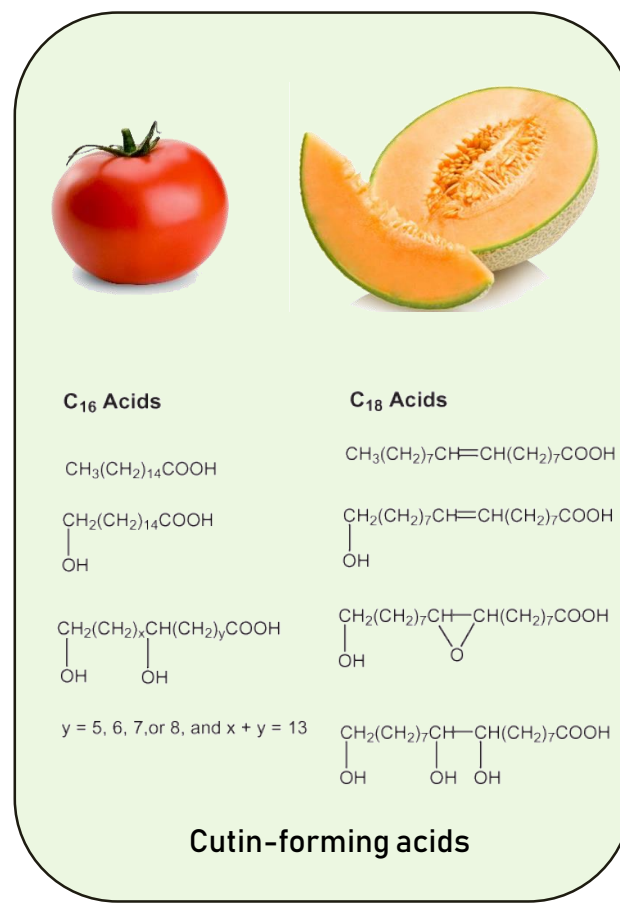 C₁₆ Acids
CH₃(CH₂)₁₄COOH
CH₂(CH₂)₁₄COOH
OH
CH₂(CH₂)ₓCH(CH₂)ᵧCOOH
OH OH
y = 5, 6, 7,or 8, and x + y = 13
C₁₈ Acids
CH₃(CH₂)₇CH=CH(CH₂)₇COOH
CH₂(CH₂)₇CH=CH(CH₂)₇COOH
OH
CH₂(CH₂)₇CH—CH(CH₂)₇COOH
OH O
CH₂(CH₂)₇CH—CH(CH₂)₇COOH
OH OH OH
Cutin-forming acids